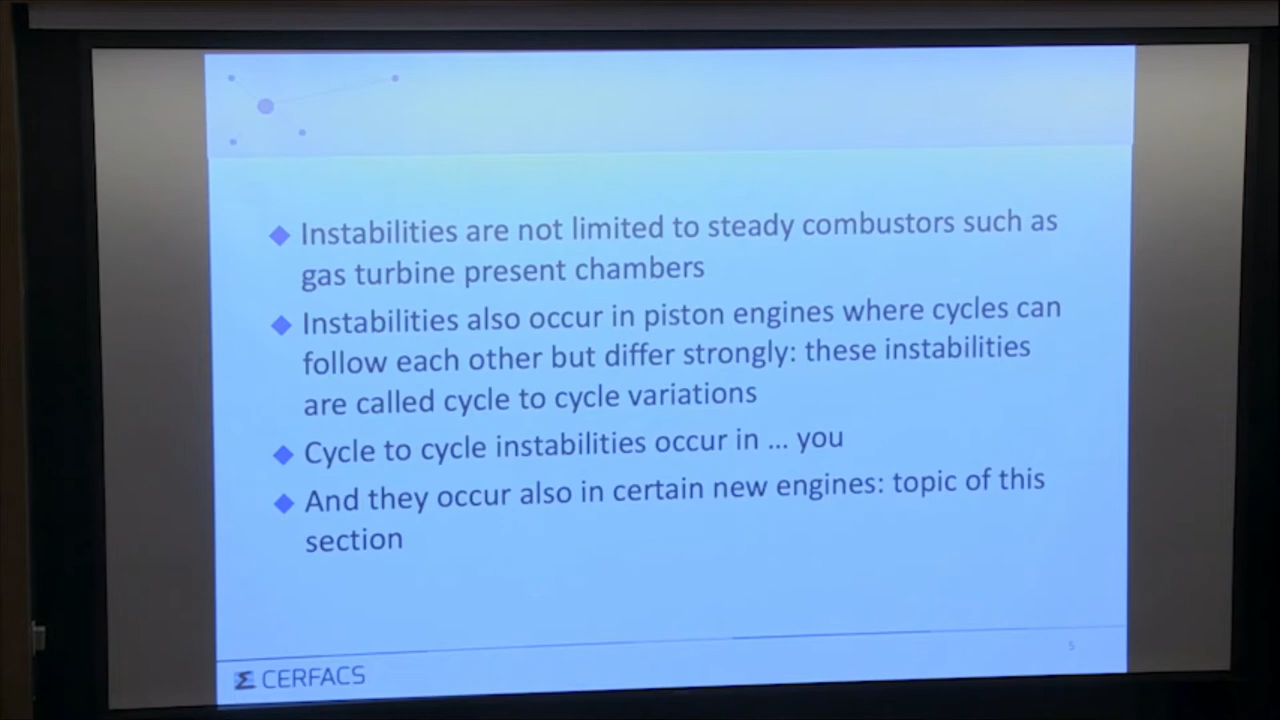 Instabilities are not limited to steady combustors such as
gas turbine present chambers
Instabilities also occur in piston engines where cycles can
follow each other but differ strongly: these instabilities
are called cycle to cycle variations
Cycle to cycle instabilities occur in ... you
And they occur also in certain new engines: topic of this
section
5
CERFACS